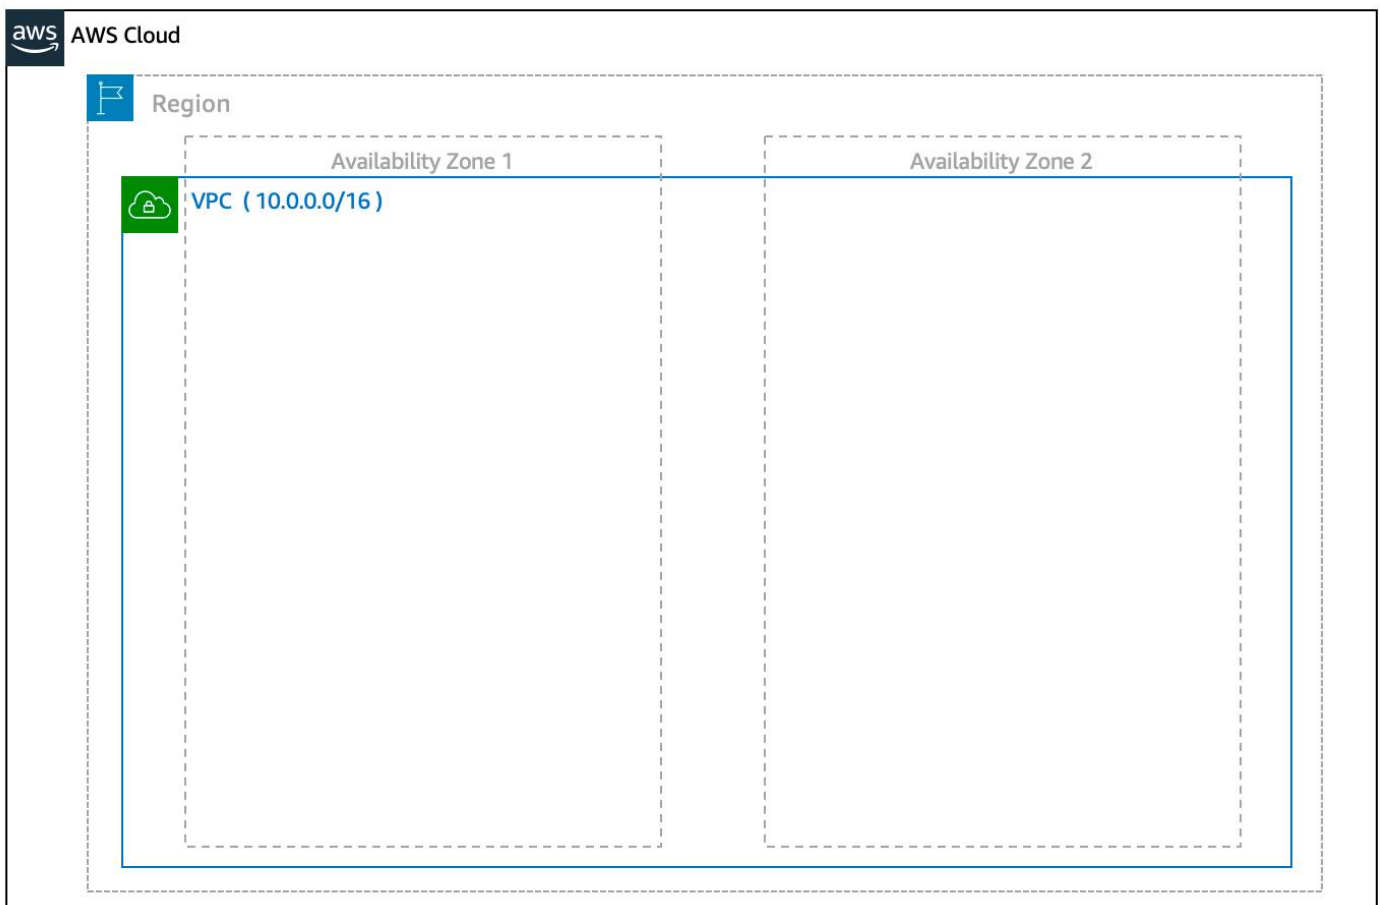 aws
AWS Cloud
Region
Availability Zone 1
Availability Zone 2
VPC ( 10.0.0.0/16 )